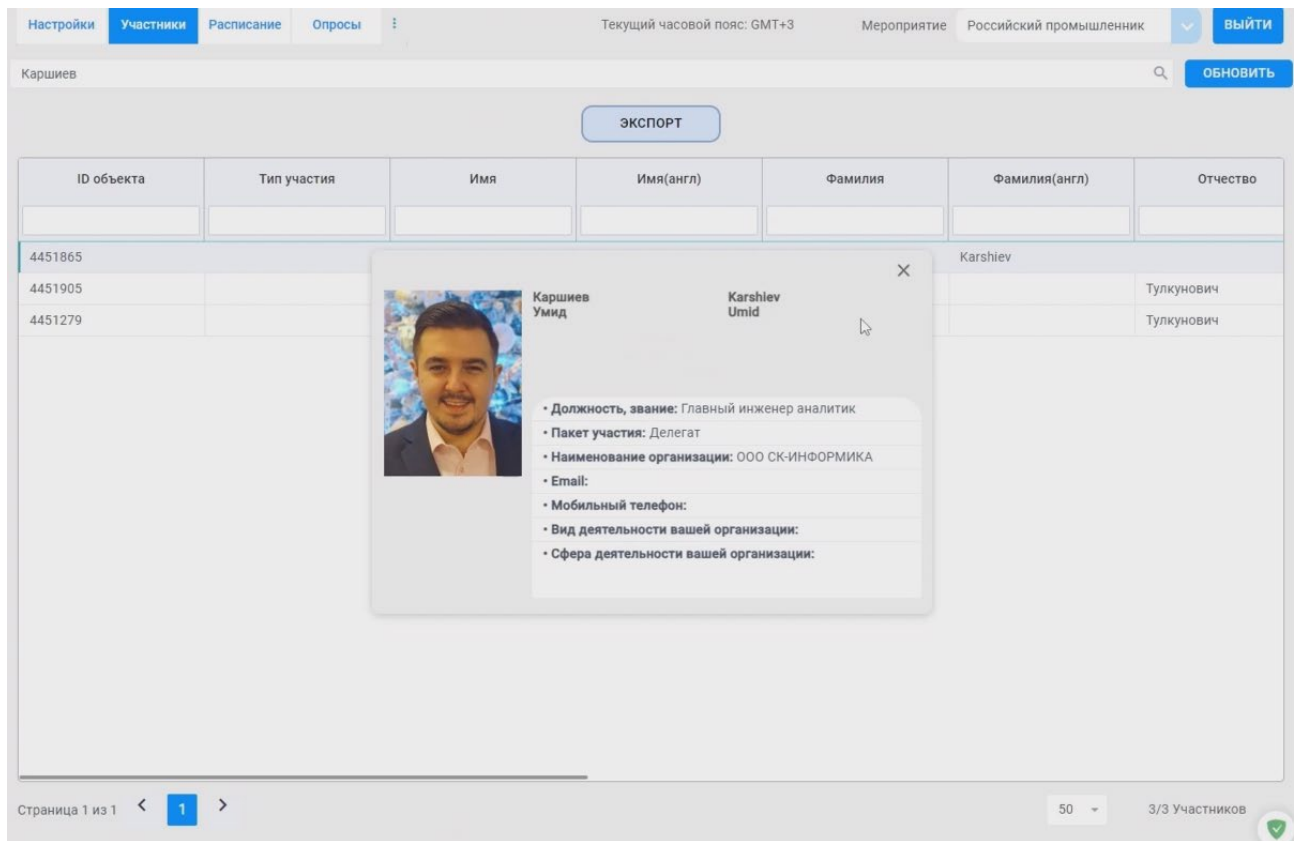 Настройки Участники Расписание Опросы Текущий часовой пояс: GMT+3 Мероприятие Российский промышленник ВЫЙТИ
Каршиев ОБНОВИТЬ
ЭКСПОРТ
ID объекта Тип участия Имя Имя(англ) Фамилия Фамилия(англ) Отчество
4451865 Karshiev
4451905 Тулкунович
4451279 Тулкунович
Каршиев Karshiev
Умид Umid
• Должность, звание: Главный инженер аналитик
• Пакет участия: Делегат
• Наименование организации: ООО СК-ИНФОРМИКА
• Email:
• Мобильный телефон:
• Вид деятельности вашей организации:
• Сфера деятельности вашей организации:
Страница 1 из 1 1 50 3/3 Участников